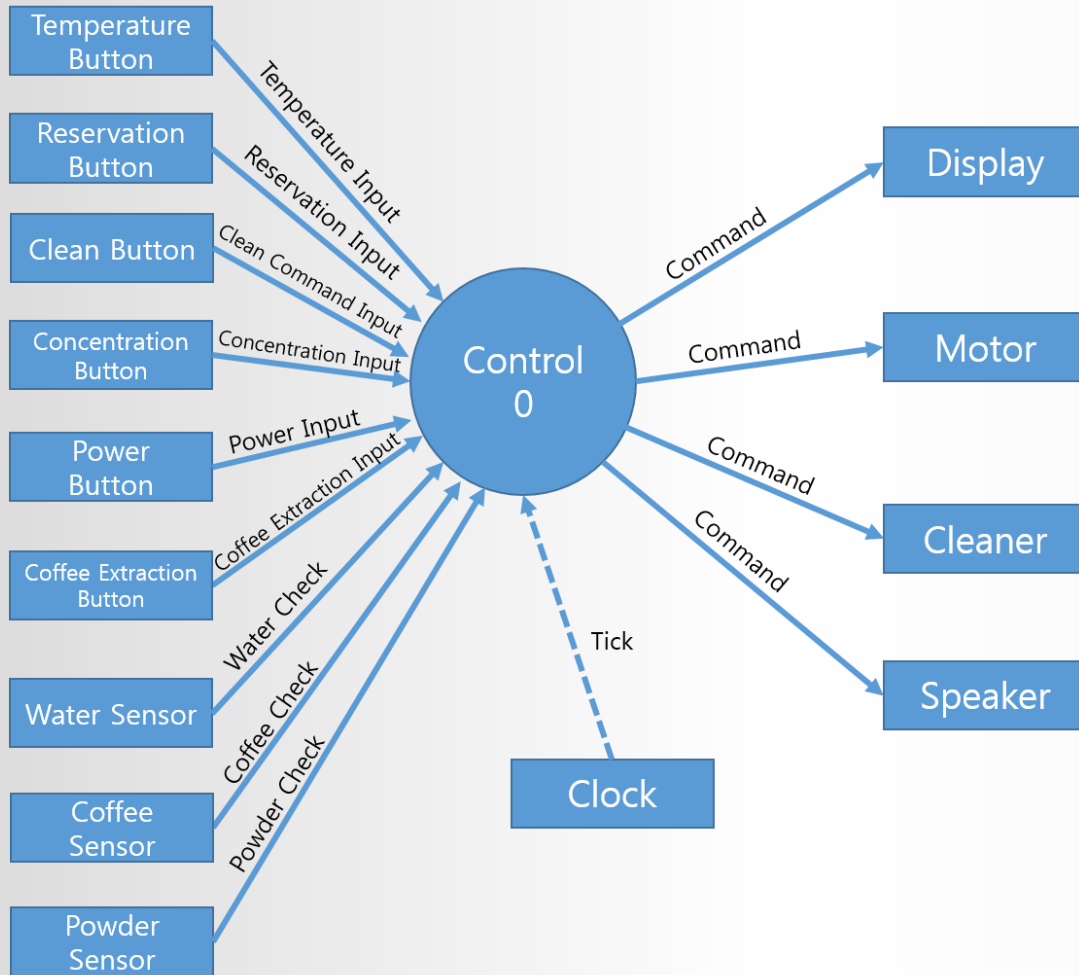 Temperature
Button
Temperature Input
Reservation
Button
Reservation Input
Clean Button
Clean Command Input
Concentration
Button
Concentration Input
Power
Button
Power Input
Coffee Extraction
Button
Coffee Extraction Input
Water Sensor
Water Check
Coffee
Sensor
Coffee Check
Powder
Sensor
Powder Check
Control
0
Tick
Clock
Command
Display
Command
Motor
Command
Cleaner
Command
Speaker